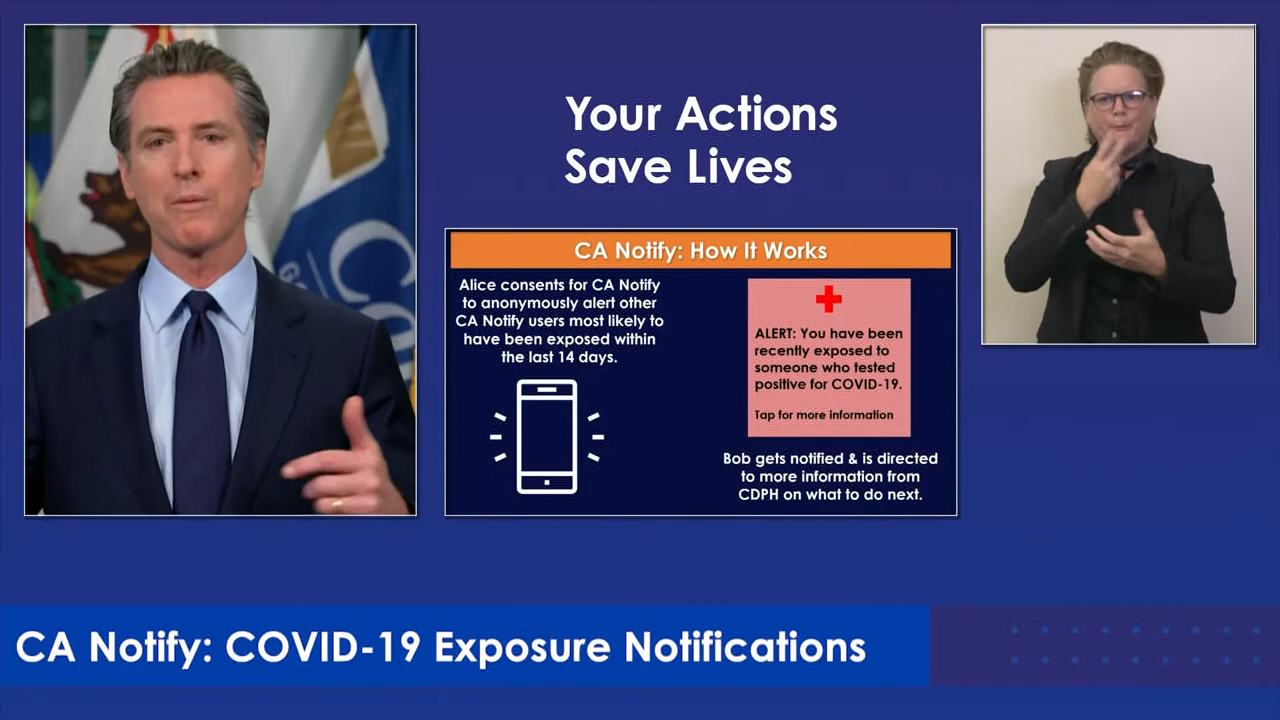 Your Actions
Save Lives
CA Notify: How It Works
Alice consents for CA Notify
to anonymously alert other
CA Notify users most likely to
have been exposed within
the last 14 days.
ALERT: You have been
recently exposed to
someone who tested
positive for COVID-19.
Tap for more information
Bob gets notified & is directed
to more information from
CDPH on what to do next.
CA Notify: COVID-19 Exposure Notifications